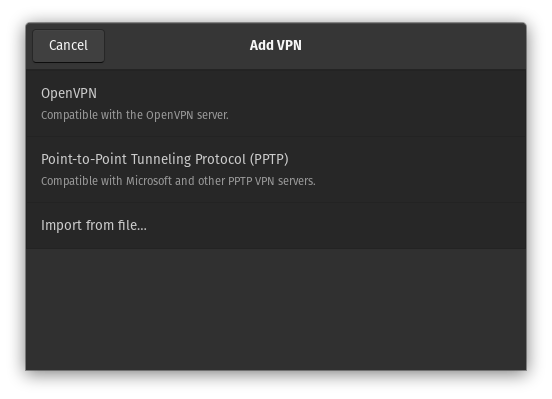 Cancel
Add VPN
OpenVPN
Compatible with the OpenVPN server.
Point-to-Point Tunneling Protocol (PPTP)
Compatible with Microsoft and other PPTP VPN servers.
Import from file...